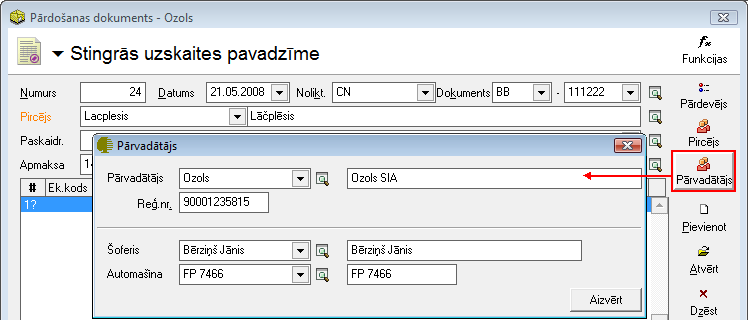 Pārdošanas dokuments - Ozols
Stingrās uzskaites pavadzīme
fx
Funkcijas
Numurs 24 Datums 21.05.2008 Nolikt. CN Dokuments BB - 111222
Pārdevējs
Pircējs Lacplesis Lāčplēsis
Pircējs
Paskaidr.
Apmaksa 14
Pārvadātājs
# Ek.kods
1?
Pārvadātājs
Pārvadātājs Ozols Ozols SIA
Reģ.nr. 90001235815
Šoferis Bērziņš Jānis Bērziņš Jānis
Automašīna FP 7466 FP 7466
Aizvērt
Pievienot
Atvērt
Dzēst